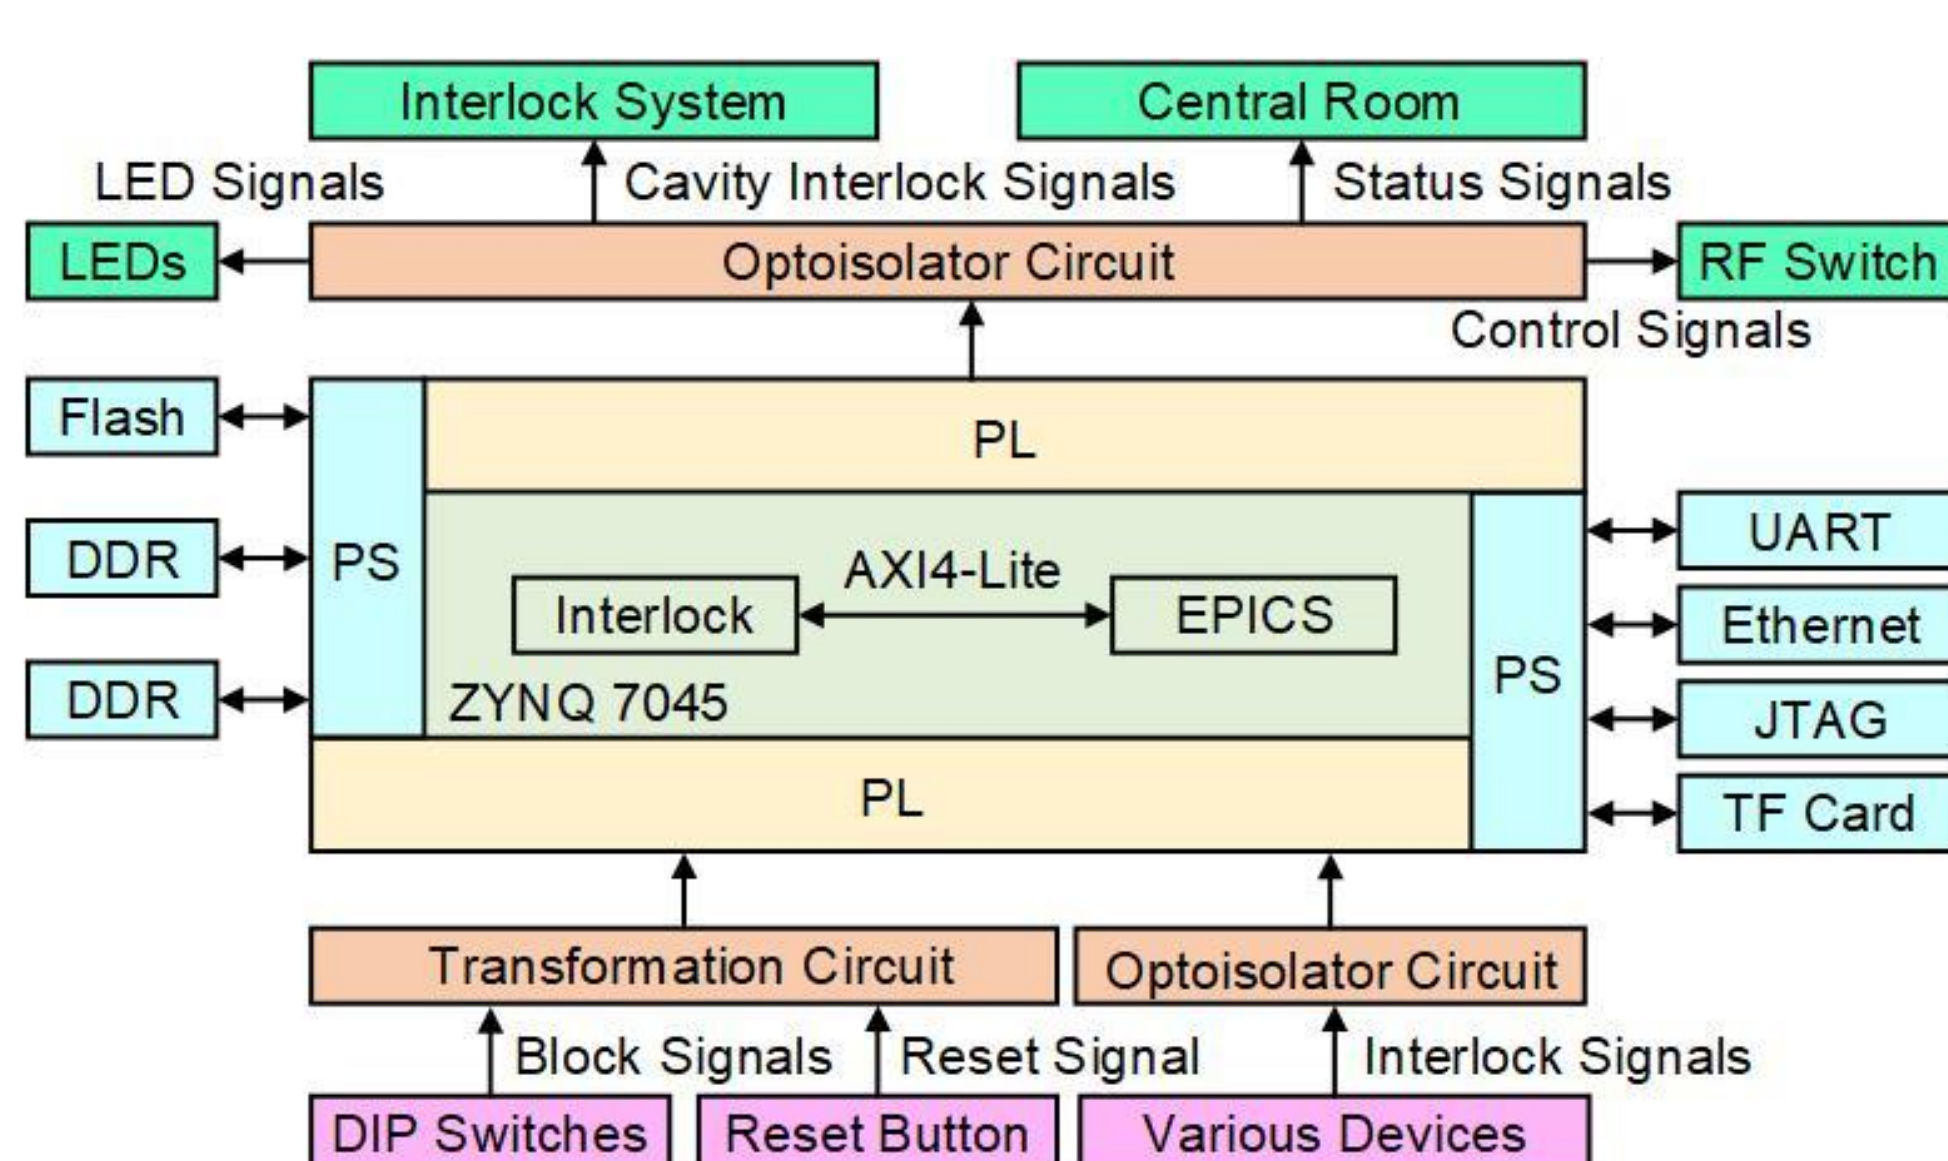 Interlock System
Central Room
LED Signals
Cavity Interlock Signals
Status Signals
LEDs
Optoisolator Circuit
RF Switch
Control Signals
Flash
PL
UART
DDR
PS
AXI4-Lite
Interlock
EPICS
Ethernet
DDR
ZYNQ 7045
PS
JTAG
PL
TF Card
Transformation Circuit
Optoisolator Circuit
Block Signals
Reset Signal
Interlock Signals
DIP Switches
Reset Button
Various Devices